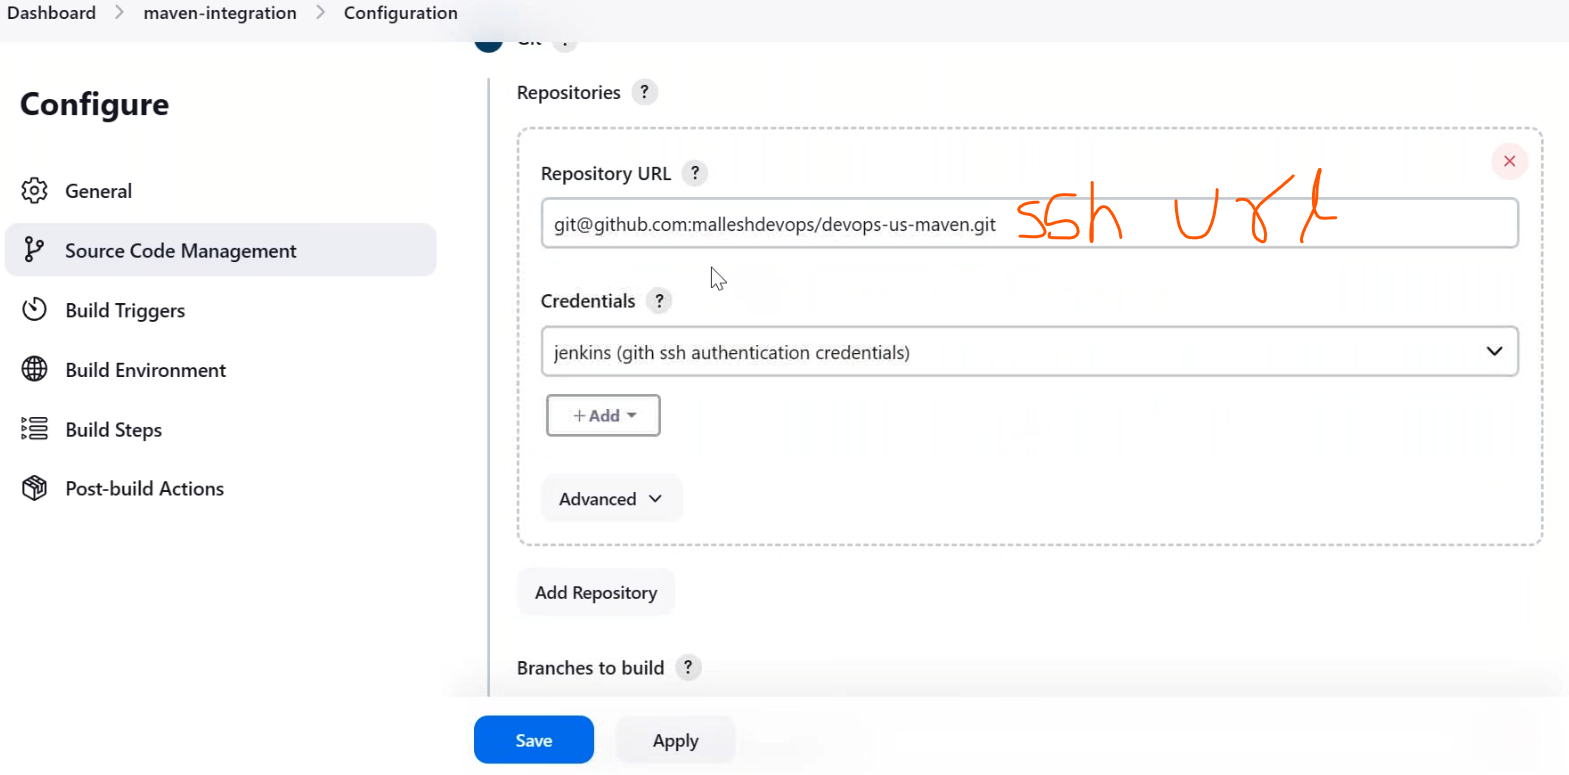 Dashboard > maven-integration > Configuration
Git ?
Configure
General
Source Code Management
Build Triggers
Build Environment
Build Steps
Post-build Actions
Repositories ?
Repository URL ?
git@github.com:malleshdevops/devops-us-maven.git ssh url
Credentials ?
jenkins (gith ssh authentication credentials)
+ Add
Advanced
Add Repository
Branches to build ?
Save Apply